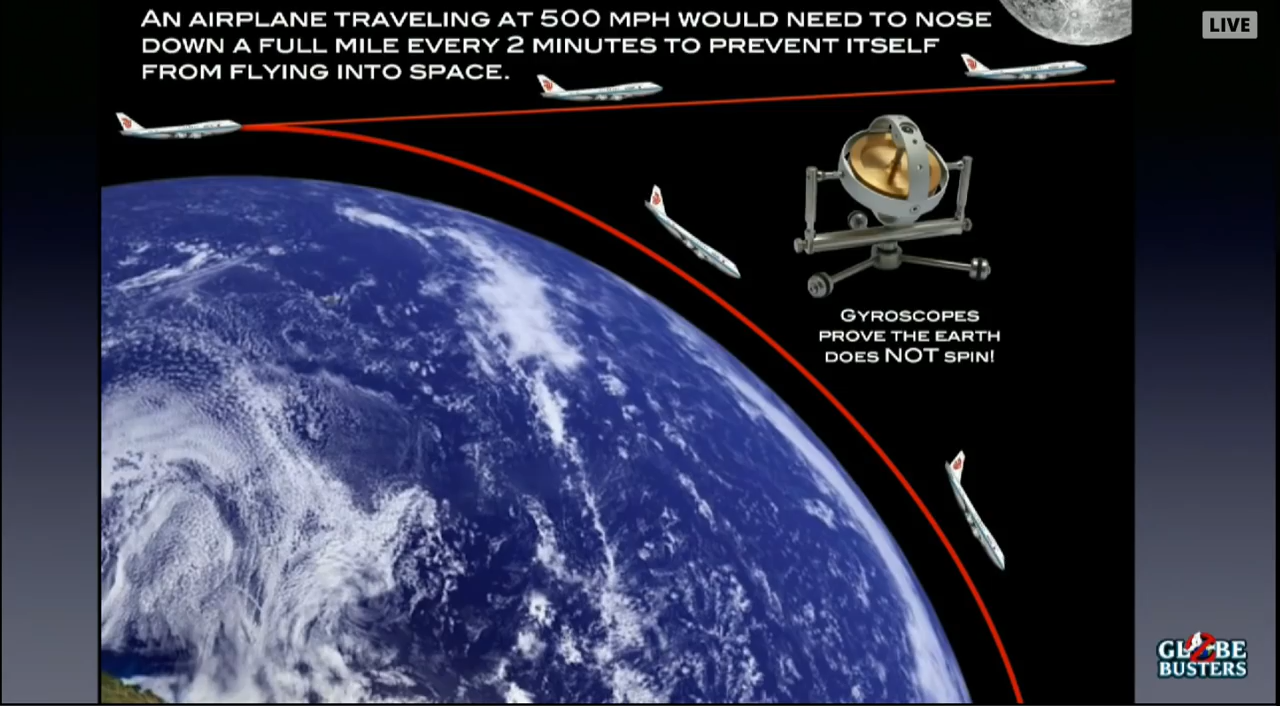 AN AIRPLANE TRAVELING AT 500 MPH WOULD NEED TO NOSE
DOWN A FULL MILE EVERY 2 MINUTES TO PREVENT ITSELF
FROM FLYING INTO SPACE.
LIVE
GYROSCOPES
PROVE THE EARTH
DOES NOT SPIN!
GLOBE
BUSTERS